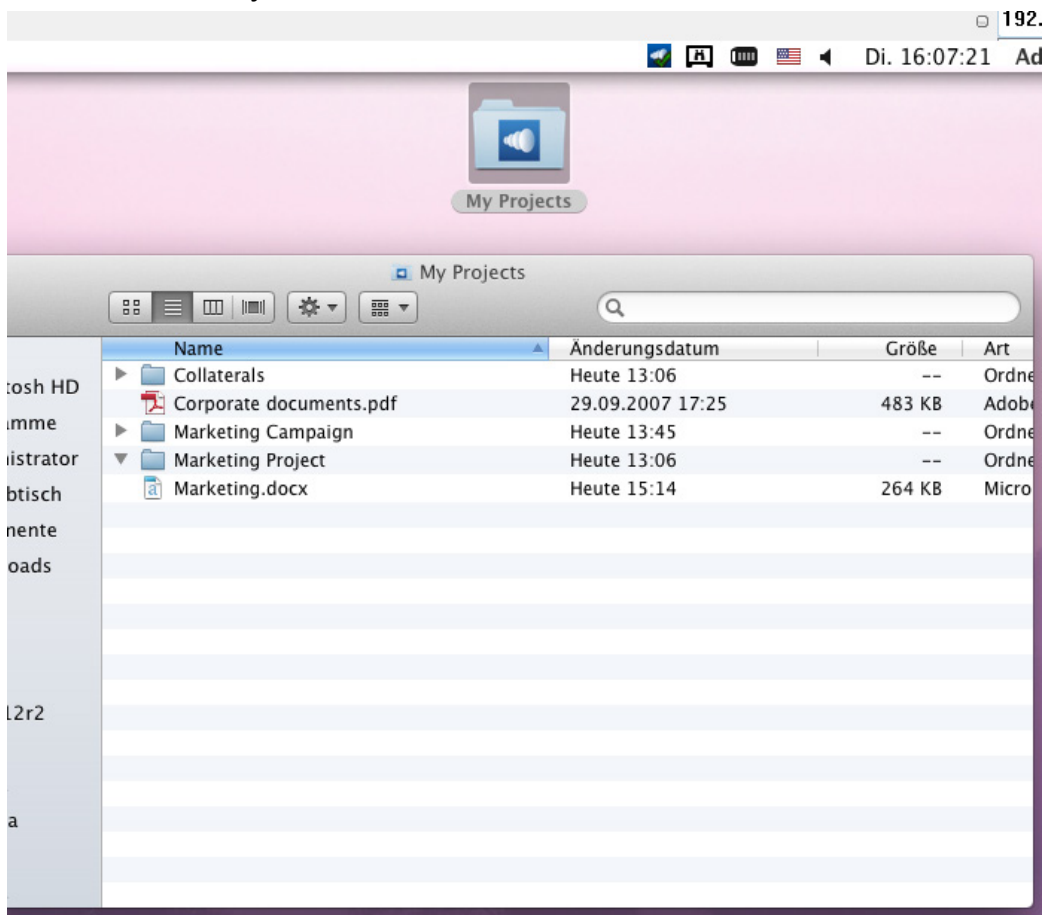 192.
Di. 16:07:21 Ad
My Projects
My Projects
Name Änderungsdatum Größe Art
Collaterals Heute 13:06 -- Ordne
Corporate documents.pdf 29.09.2007 17:25 483 KB Adobe
Marketing Campaign Heute 13:45 -- Ordne
Marketing Project Heute 13:06 -- Ordne
Marketing.docx Heute 15:14 264 KB Micro
tosh HD
amme
istrator
btisch
mente
oads
12r2
a